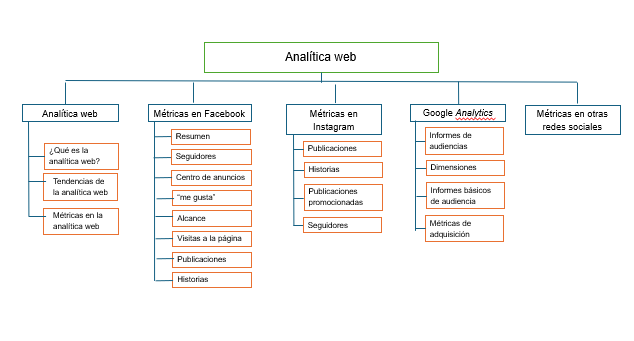 Analítica web
Analítica web
¿Qué es la
analítica web?
Tendencias de
la analítica web
Métricas en la
analítica web
Métricas en Facebook
Resumen
Seguidores
Centro de anuncios
“me gusta”
Alcance
Visitas a la página
Publicaciones
Historias
Métricas en
Instagram
Publicaciones
Historias
Publicaciones
promocionadas
Seguidores
Google Analytics
Informes de
audiencias
Dimensiones
Informes básicos
de audiencia
Métricas de
adquisición
Métricas en otras
redes sociales